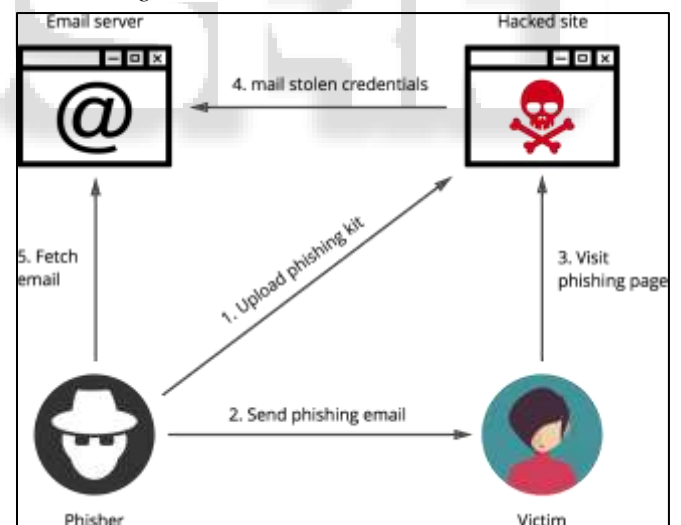 Email server
Hacked site
@
4. mail stolen credentials
1. Upload phishing kit
5. Fetch
email
3. Visit
phishing page
2. Send phishing email
Phisher
Victim